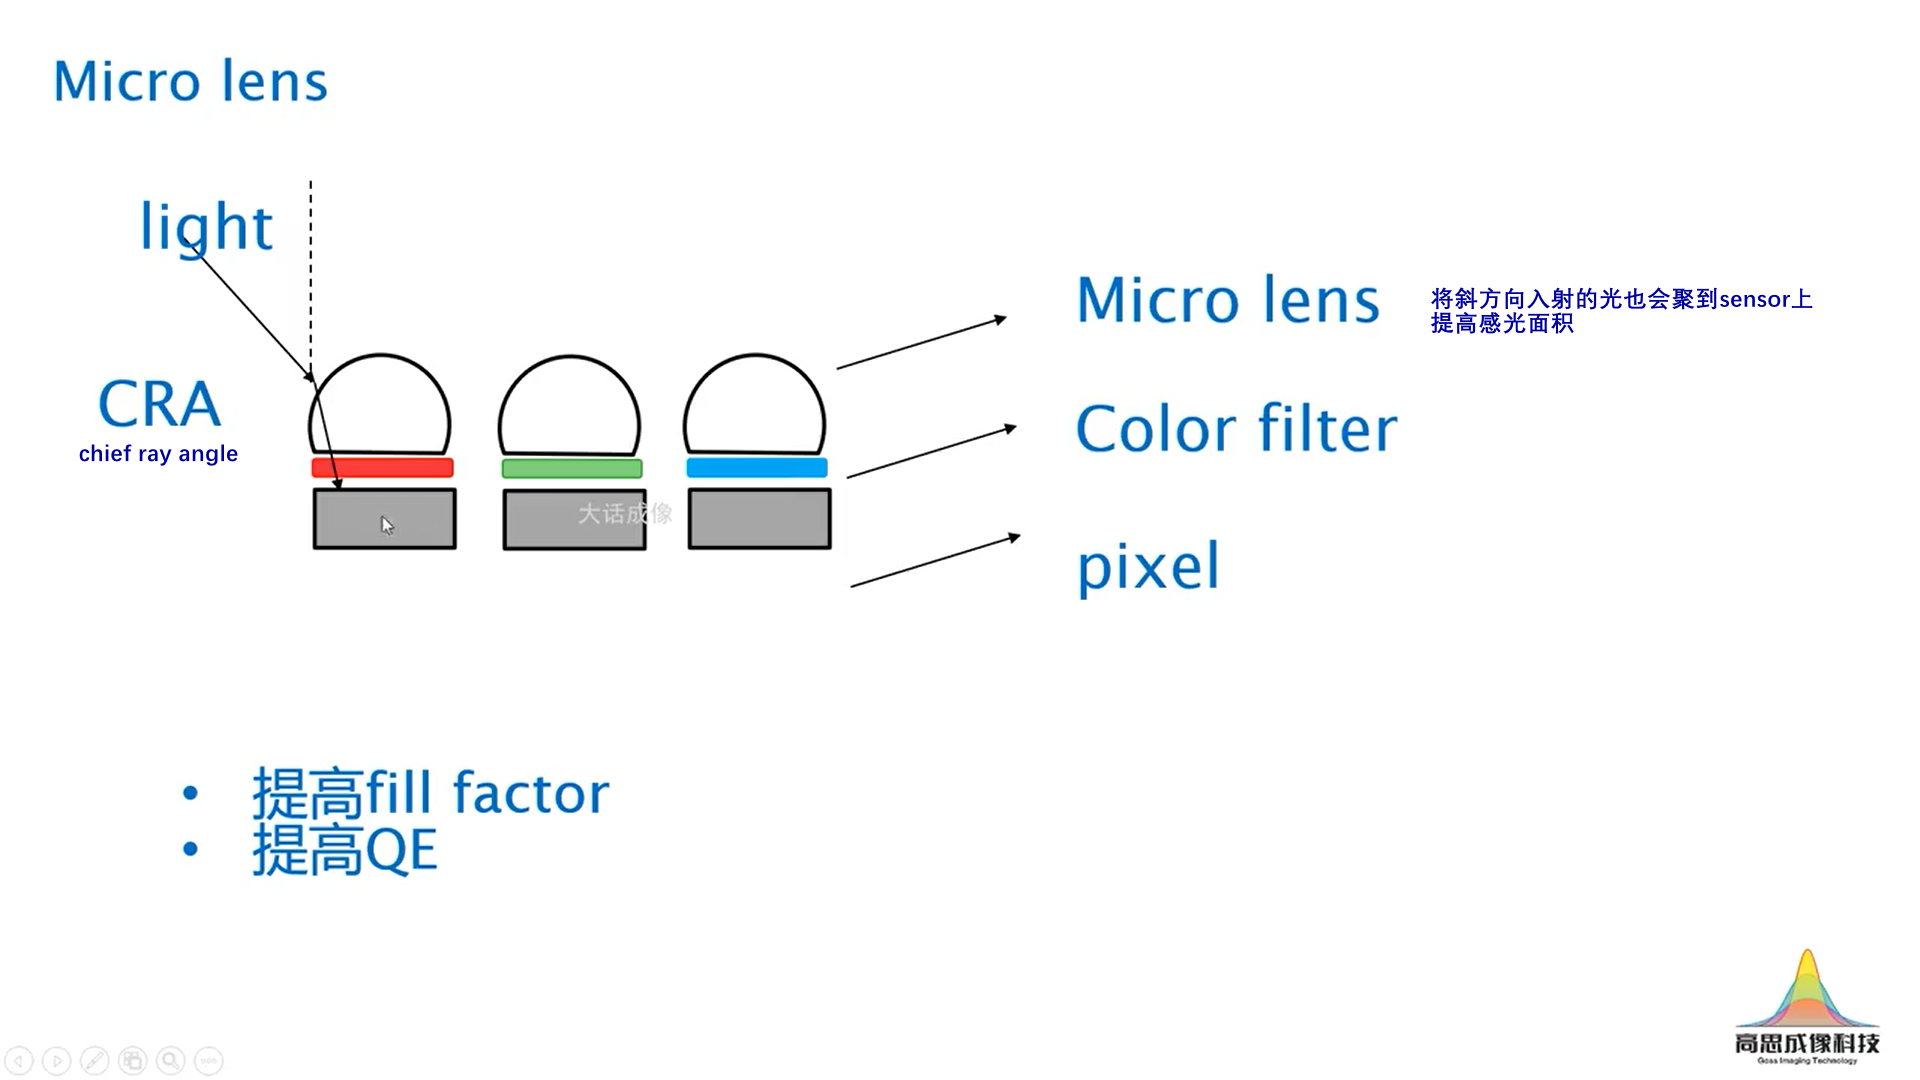 Micro lens
light
Micro lens
将斜方向入射的光也会聚到sensor上
提高感光面积
CRA
chief ray angle
Color filter
大话成像
pixel
• 提高fill factor
• 提高QE
高思成像科技
Goss Imaging Technology